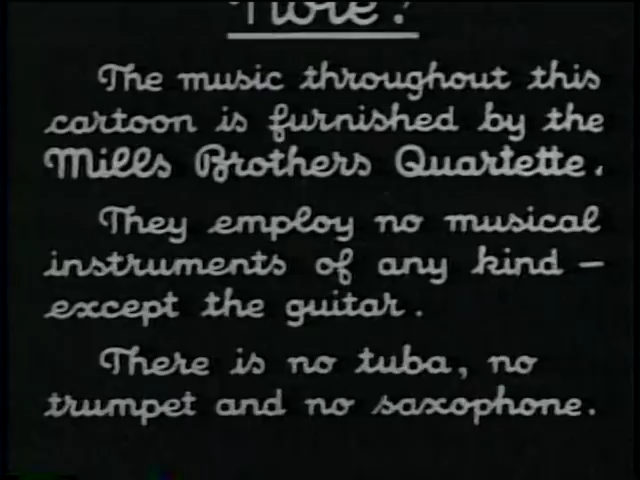 Note!
The music throughout this
cartoon is furnished by the
Mills Brothers Quartette.
They employ no musical
instruments of any kind –
except the guitar.
There is no tuba, no
trumpet and no saxophone.